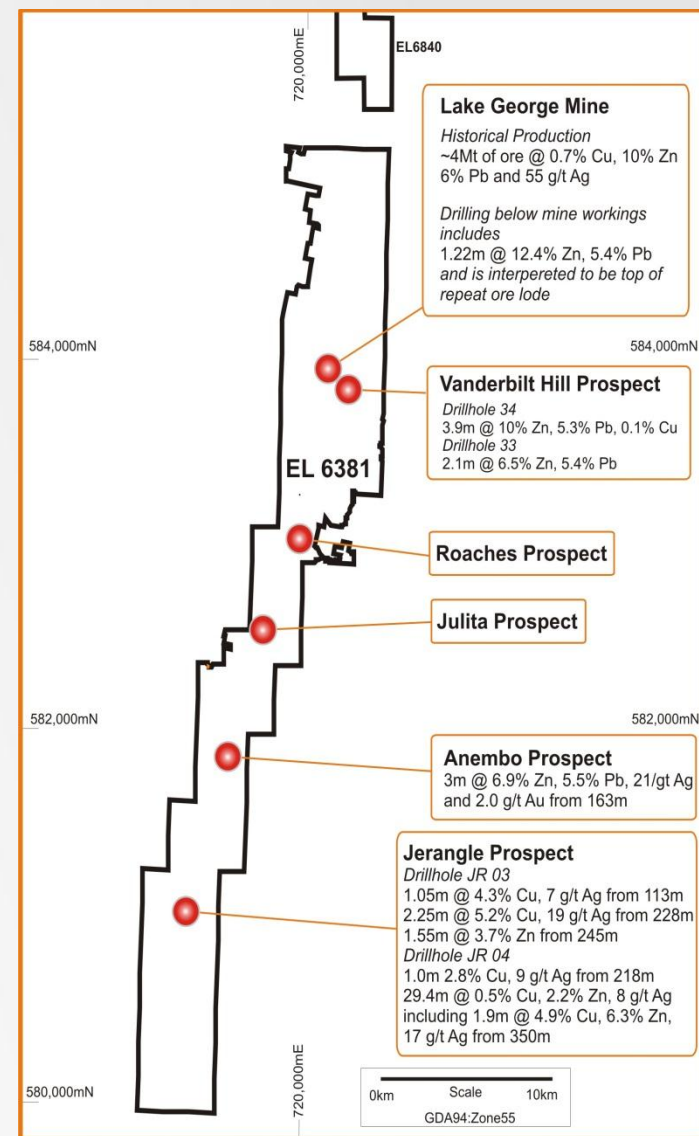 720,000mE
EL6840
Lake George Mine
Historical Production
~4Mt of ore @ 0.7% Cu, 10% Zn
6% Pb and 55 g/t Ag
Drilling below mine workings
includes
1.22m @ 12.4% Zn, 5.4% Pb
and is interpereted to be top of
repeat ore lode
584,000mN
584,000mN
Vanderbilt Hill Prospect
Drillhole 34
3.9m @ 10% Zn, 5.3% Pb, 0.1% Cu
Drillhole 33
2.1m @ 6.5% Zn, 5.4% Pb
EL 6381
Roaches Prospect
Julita Prospect
582,000mN
582,000mN
Anembo Prospect
3m @ 6.9% Zn, 5.5% Pb, 21/gt Ag
and 2.0 g/t Au from 163m
Jerangle Prospect
Drillhole JR 03
1.05m @ 4.3% Cu, 7 g/t Ag from 113m
2.25m @ 5.2% Cu, 19 g/t Ag from 228m
1.55m @ 3.7% Zn from 245m
Drillhole JR 04
1.0m 2.8% Cu, 9 g/t Ag from 218m
29.4m @ 0.5% Cu, 2.2% Zn, 8 g/t Ag
including 1.9m @ 4.9% Cu, 6.3% Zn,
17 g/t Ag from 350m
580,000mN
720,000mE
0km Scale 10km
GDA94:Zone55